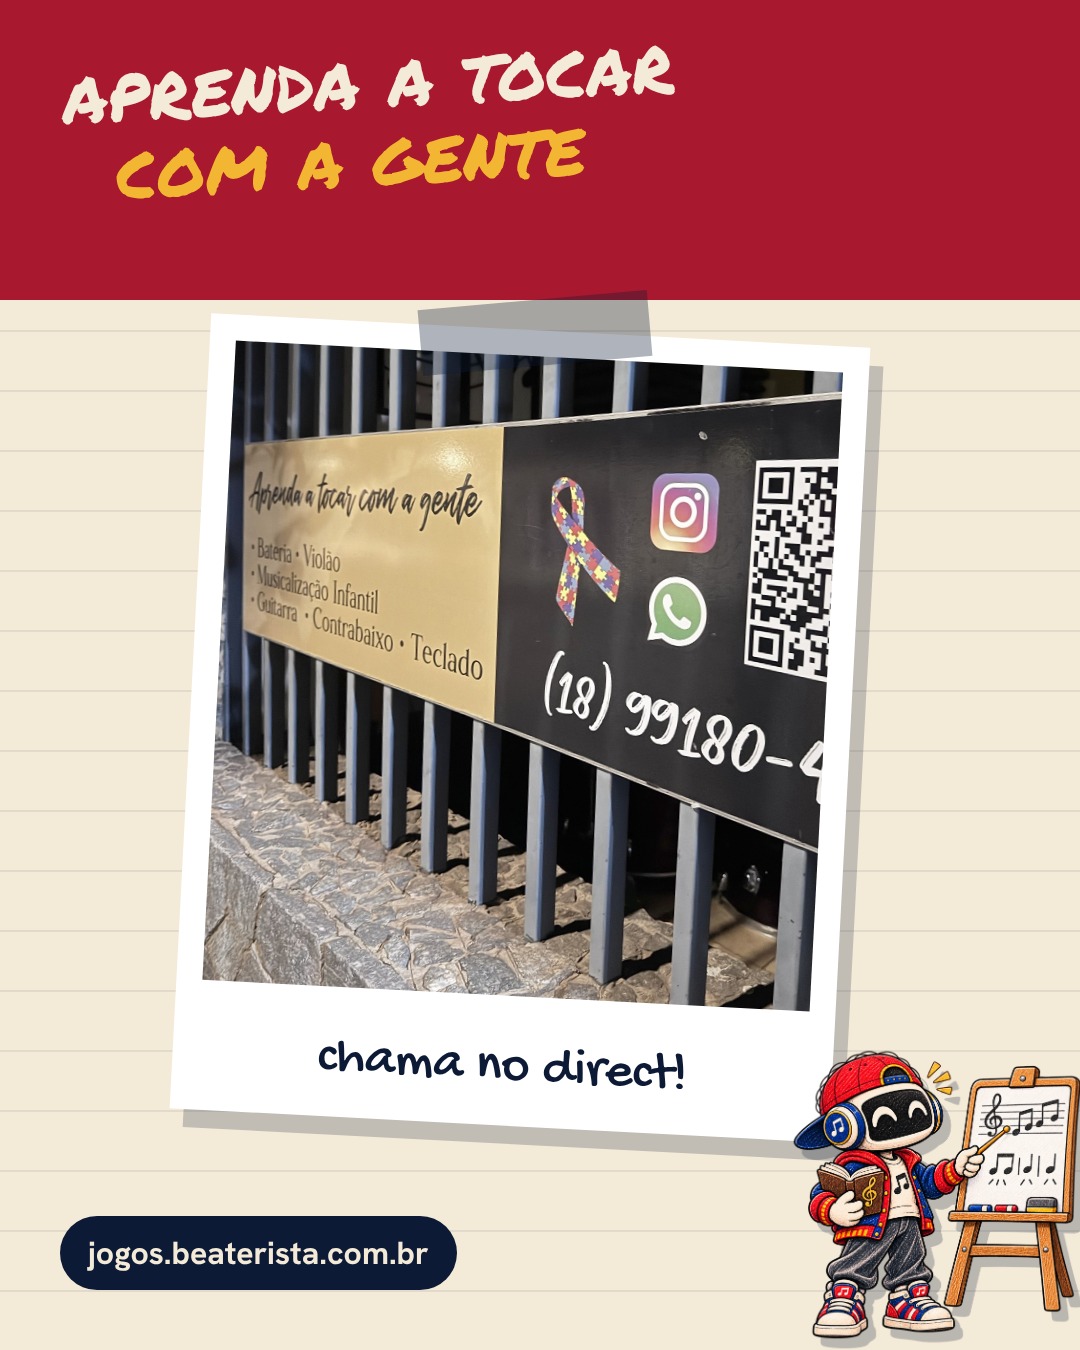 APRENDA A TOCAR
COM A GENTE
Aprenda a tocar com a gente
• Bateria • Violão
• Musicalização Infantil
• Guitarra • Contrabaixo • Teclado
(18) 99180-4
chama no direct!
jogos.beaterista.com.br